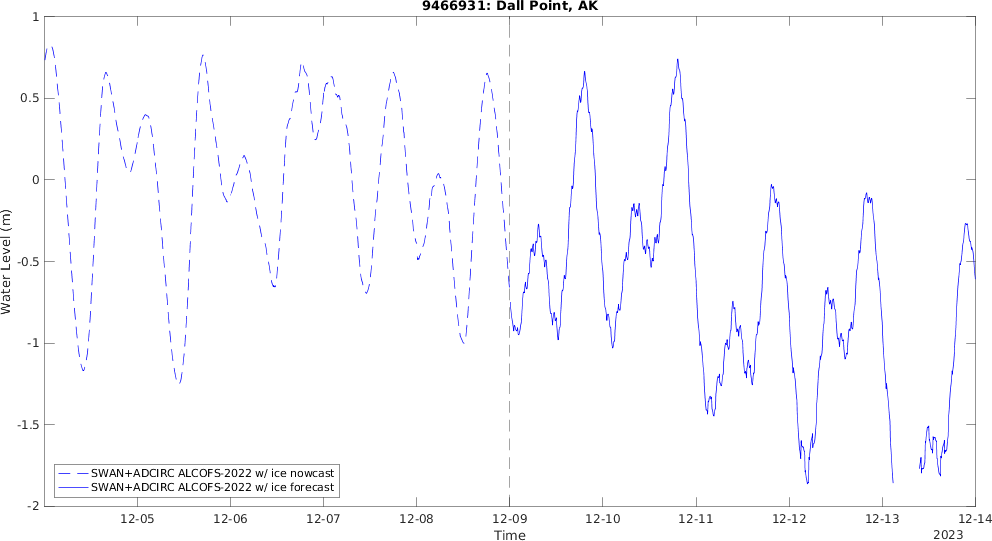 9466931: Dall Point, AK
Water Level (m)
1
0.5
0
-0.5
-1
-1.5
-2
SWAN+ADCIRC ALCOFS-2022 w/ ice nowcast
SWAN+ADCIRC ALCOFS-2022 w/ ice forecast
12-05 12-06 12-07 12-08 12-09 12-10 12-11 12-12 12-13 12-14
Time
2023